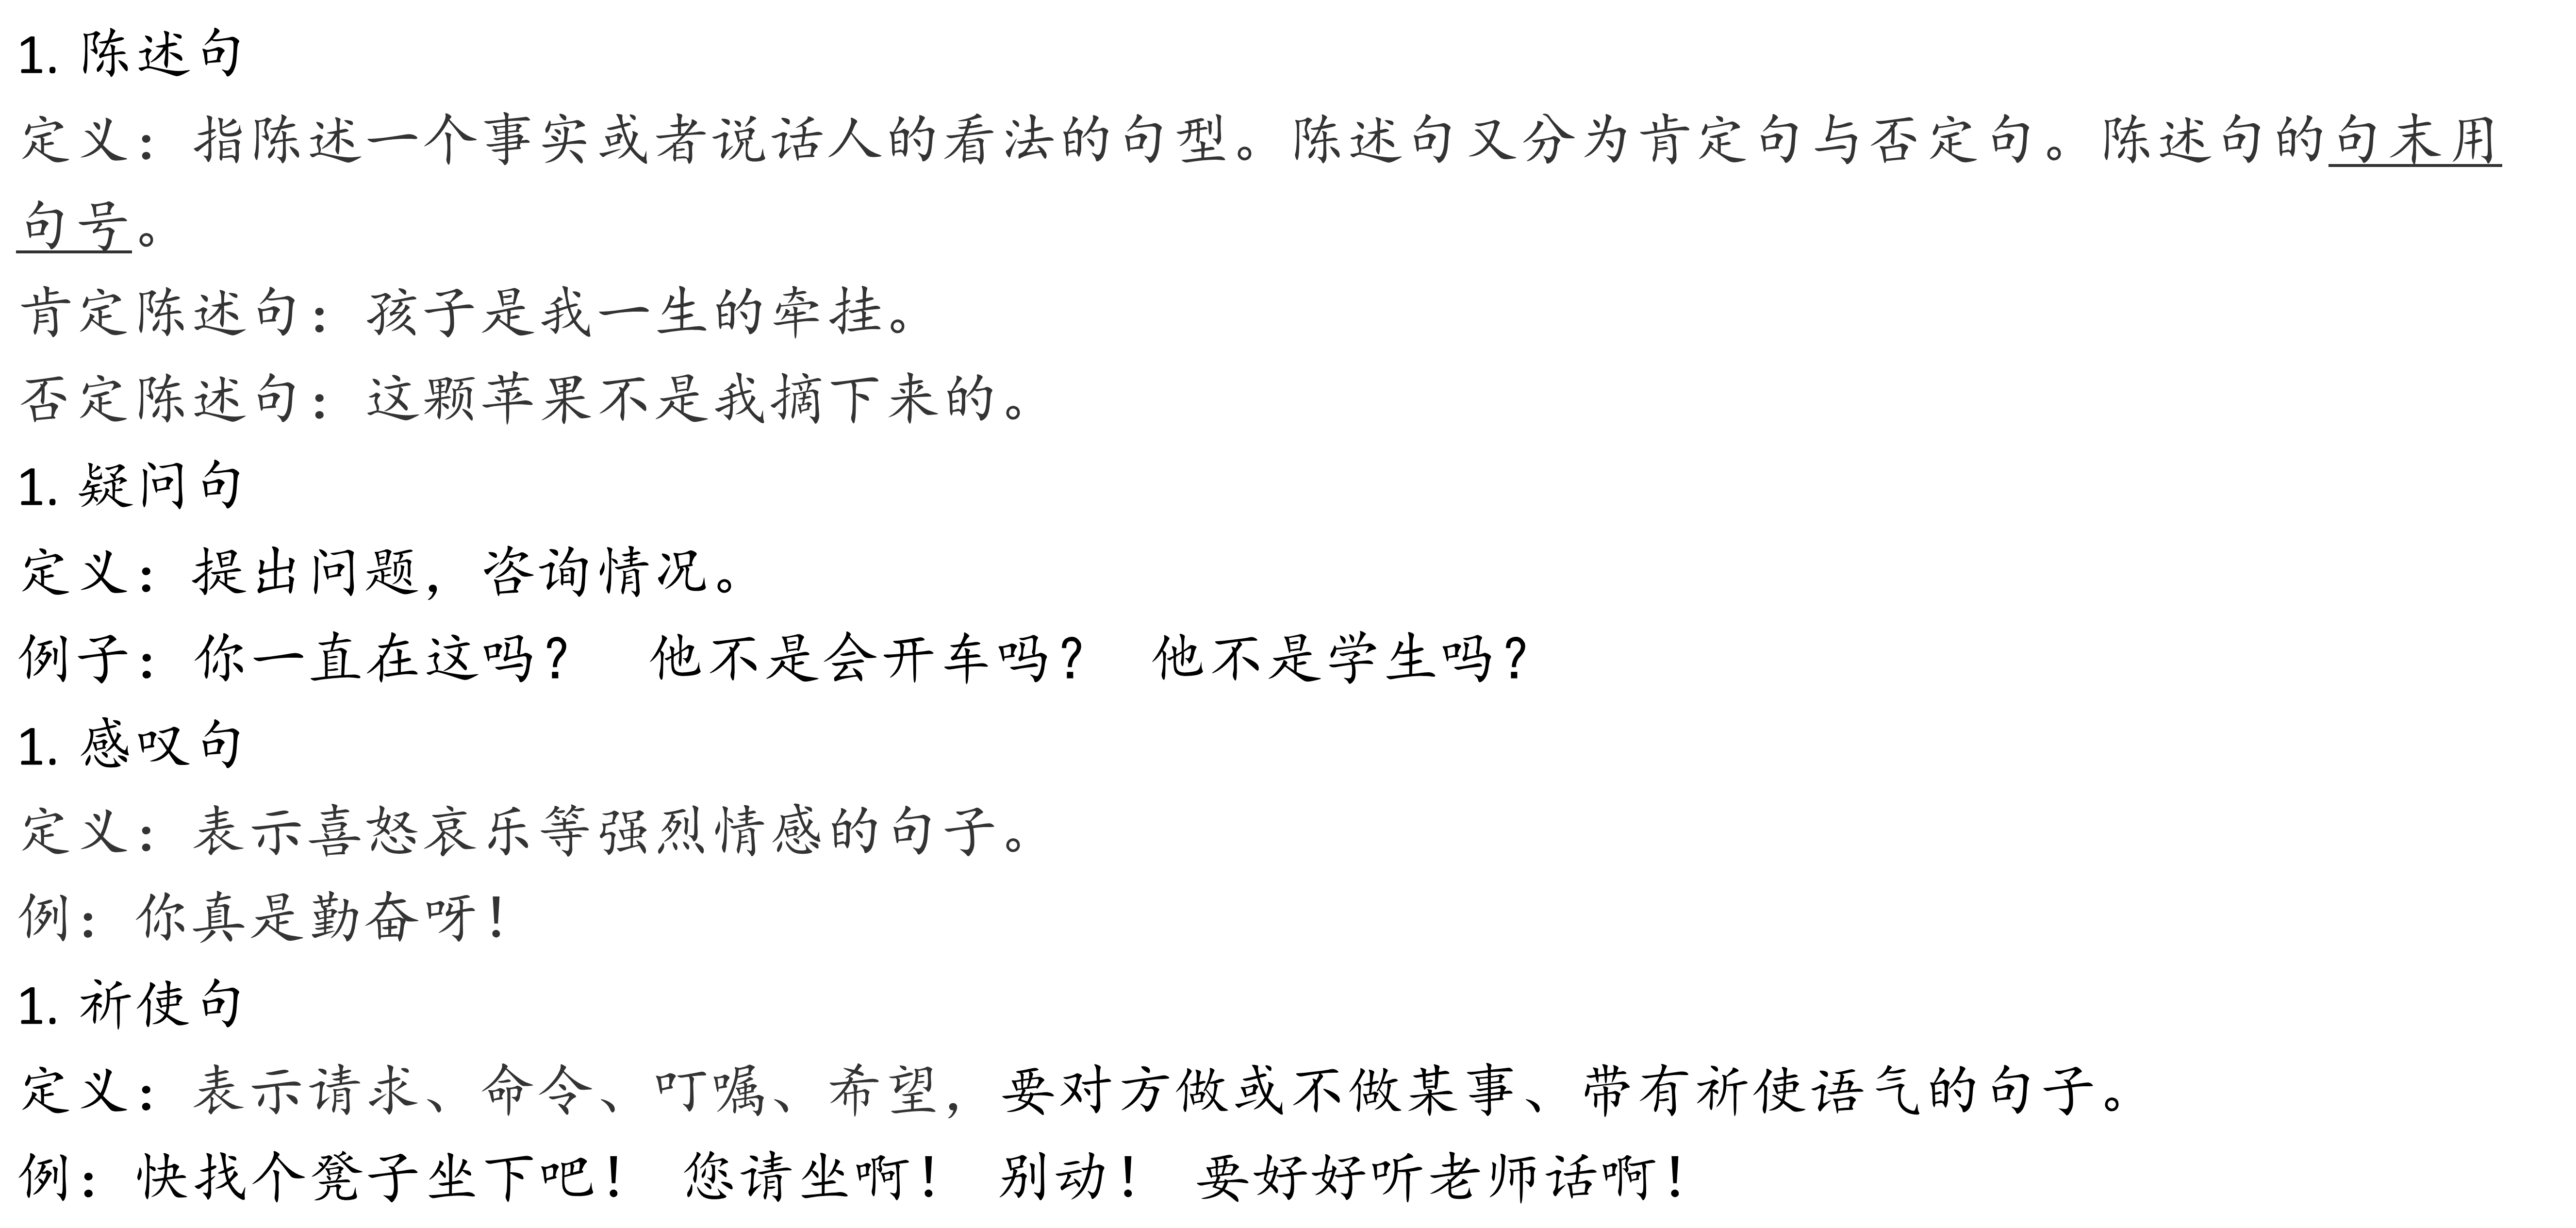 1. 陈述句
定义：指陈述一个事实或者说话人的看法的句型。陈述句又分为肯定句与否定句。陈述句的句末用
句号。
肯定陈述句：孩子是我一生的牵挂。
否定陈述句：这颗苹果不是我摘下来的。
1. 疑问句
定义：提出问题，咨询情况。
例子：你一直在这吗？ 他不是会开车吗？ 他不是学生吗？
1. 感叹句
定义：表示喜怒哀乐等强烈情感的句子。
例：你真是勤奋呀！
1. 祈使句
定义：表示请求、命令、叮嘱、希望，要对方做或不做某事、带有祈使语气的句子。
例：快找个凳子坐下吧！ 您请坐啊！ 别动！ 要好好听老师话啊！